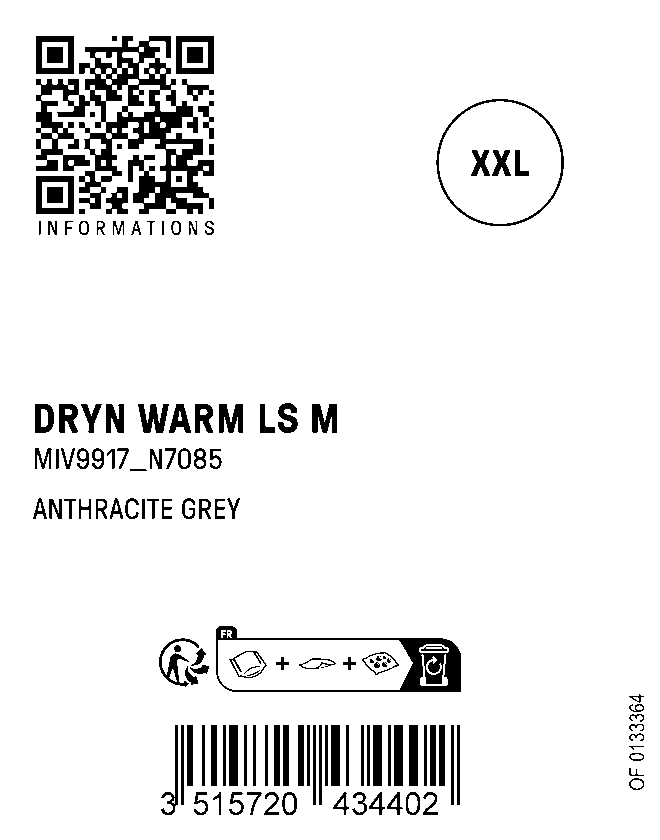 INFORMATIONS
XXL
DRYN WARM LS M
MIV9917_N7085
ANTHRACITE GREY
FR
3 515720 434402
OF 0133364